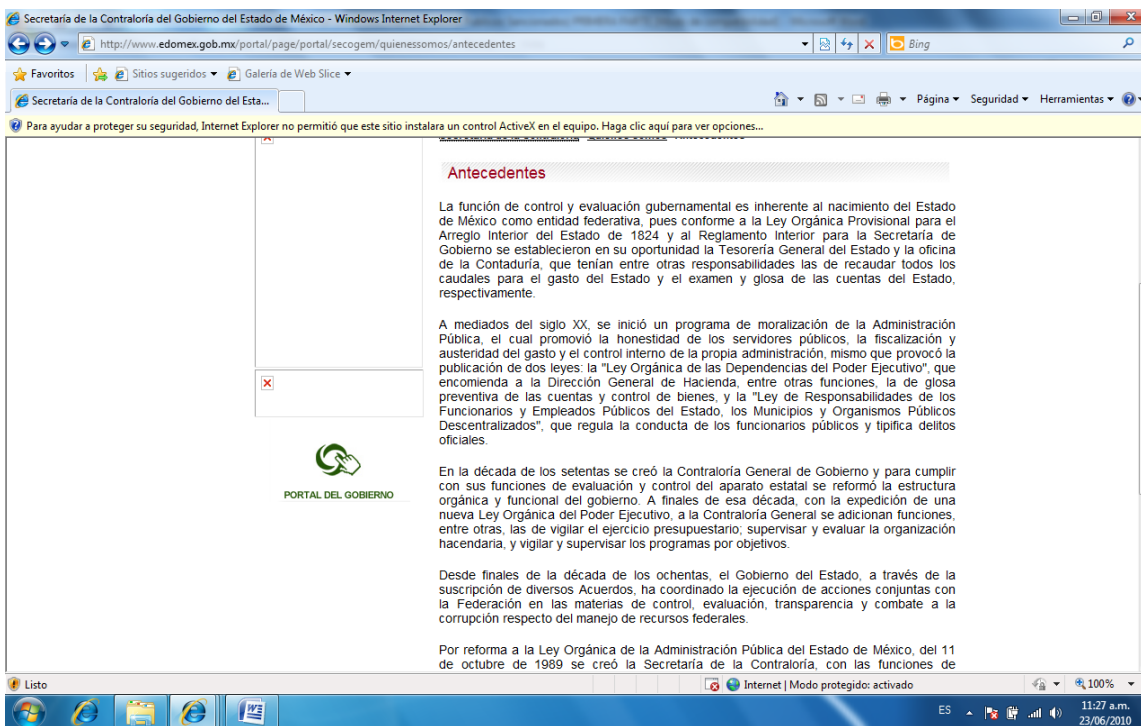 Secretaría de la Contraloría del Gobierno del Estado de México - Windows Internet Explorer
http://www.edomex.gob.mx/portal/page/portal/secogem/quienessomos/antecedentes
Bing
Favoritos
Sitios sugeridos
Galería de Web Slice
Secretaría de la Contraloría del Gobierno del Esta...
Página
Seguridad
Herramientas
Para ayudar a proteger su seguridad, Internet Explorer no permitió que este sitio instalara un control ActiveX en el equipo. Haga clic aquí para ver opciones...
Antecedentes
La función de control y evaluación gubernamental es inherente al nacimiento del Estado
de México como entidad federativa, pues conforme a la Ley Orgánica Provisional para el
Arreglo Interior del Estado de 1824 y al Reglamento Interior para la Secretaría de
Gobierno se establecieron en su oportunidad la Tesorería General del Estado y la oficina
de la Contaduría, que tenían entre otras responsabilidades las de recaudar todos los
caudales para el gasto del Estado y el examen y glosa de las cuentas del Estado,
respectivamente.
A mediados del siglo XX, se inició un programa de moralización de la Administración
Pública, el cual promovió la honestidad de los servidores públicos, la fiscalización y
austeridad del gasto y el control interno de la propia administración, mismo que provocó la
publicación de dos leyes: la "Ley Orgánica de las Dependencias del Poder Ejecutivo", que
encomienda a la Dirección General de Hacienda, entre otras funciones, la de glosa
preventiva de las cuentas y control de bienes, y la "Ley de Responsabilidades de los
Funcionarios y Empleados Públicos del Estado, los Municipios y Organismos Públicos
Descentralizados", que regula la conducta de los funcionarios públicos y tipifica delitos
oficiales.
En la década de los setentas se creó la Contraloría General de Gobierno y para cumplir
con sus funciones de evaluación y control del aparato estatal se reformó la estructura
orgánica y funcional del gobierno. A finales de esa década, con la expedición de una
nueva Ley Orgánica del Poder Ejecutivo, a la Contraloría General se adicionan funciones,
entre otras, las de vigilar el ejercicio presupuestario; supervisar y evaluar la organización
hacendaria, y vigilar y supervisar los programas por objetivos.
Desde finales de la década de los ochentas, el Gobierno del Estado, a través de la
suscripción de diversos Acuerdos, ha coordinado la ejecución de acciones conjuntas con
la Federación en las materias de control, evaluación, transparencia y combate a la
corrupción respecto del manejo de recursos federales.
Por reforma a la Ley Orgánica de la Administración Pública del Estado de México, del 11
de octubre de 1989 se creó la Secretaría de la Contraloría, con las funciones de
PORTAL DEL GOBIERNO
Listo
Internet | Modo protegido: activado
100%
ES
11:27 a.m.
23/06/2010